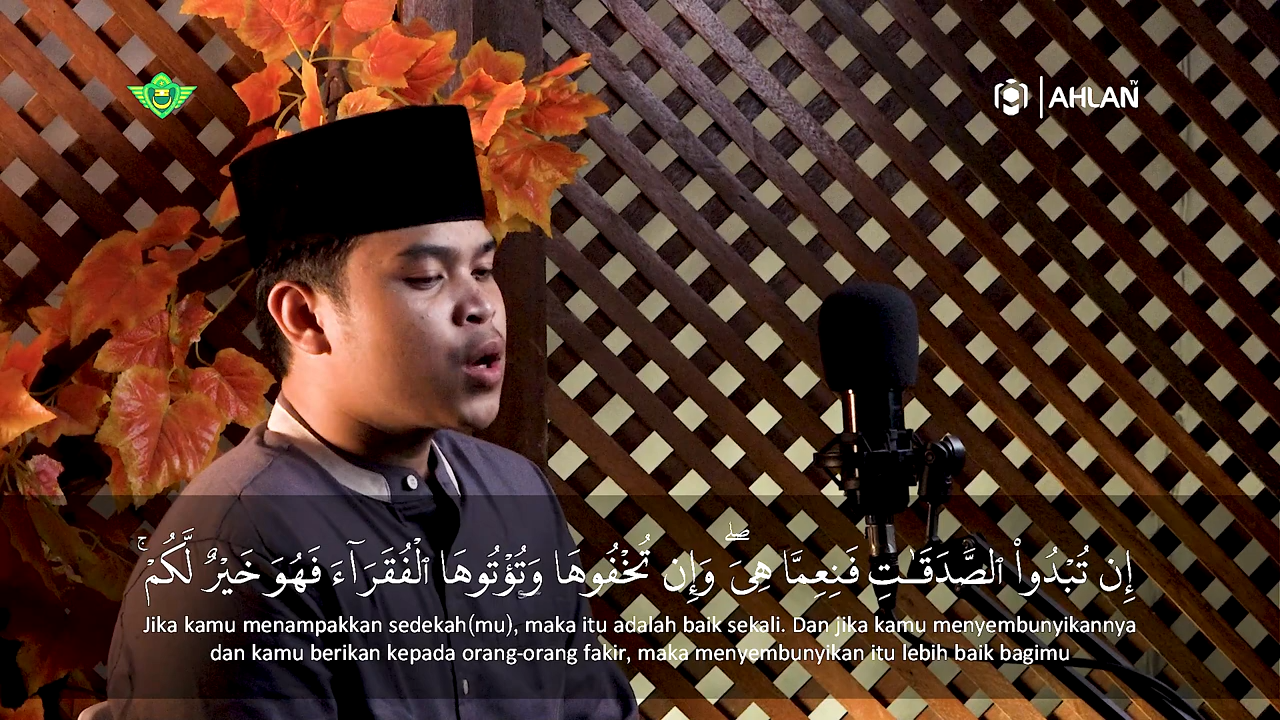 AHLAN TV
إِن تُبْدُوا۟ ٱلصَّدَقَـٰتِ فَنِعِمَّا هِىَ ۖ وَإِن تُخْفُوهَا وَتُؤْتُوهَا ٱلْفُقَرَآءَ فَهُوَ خَيْرٌ لَّكُمْ ۚ
Jika kamu menampakkan sedekah(mu), maka itu adalah baik sekali. Dan jika kamu menyembunyikannya
dan kamu berikan kepada orang-orang fakir, maka menyembunyikan itu lebih baik bagimu